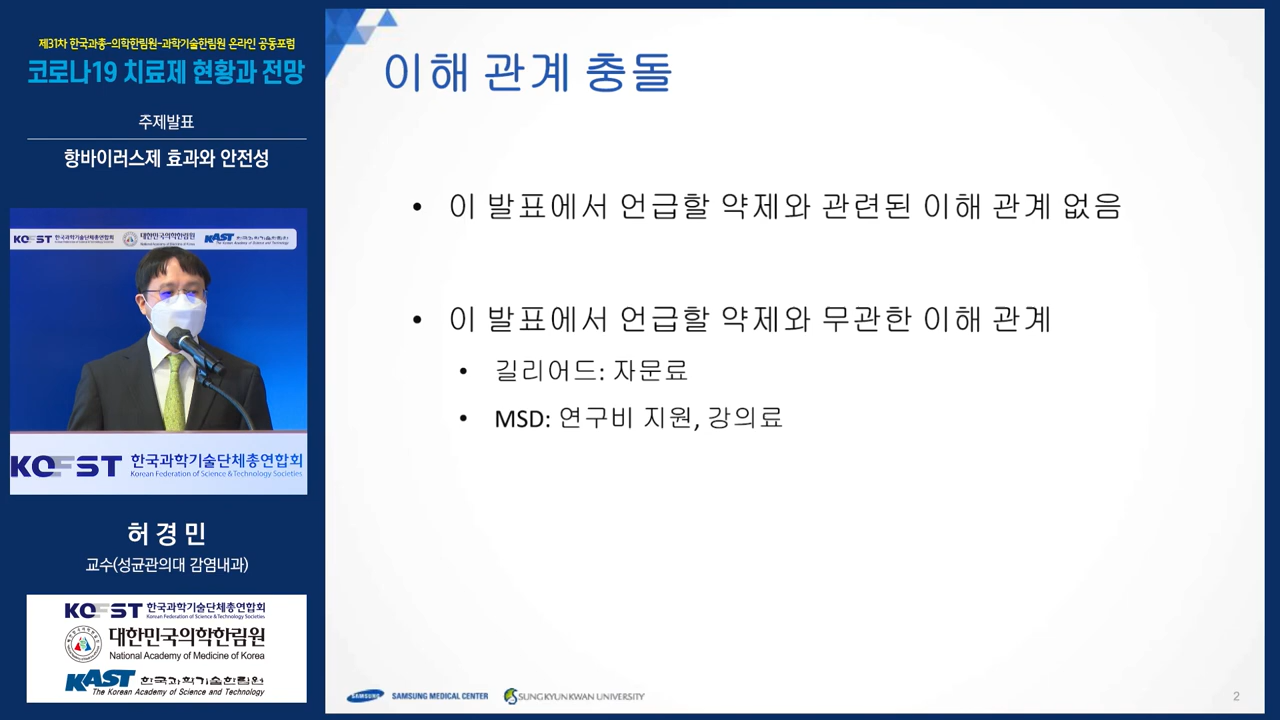 제31차 한국과총-의학한림원-과학기술한림원 온라인 공동포럼
코로나19 치료제 현황과 전망
주제발표
항바이러스제 효과와 안전성
KOFST 한국과학기술단체총연합회
대한민국의학한림원
KAST 한국과학기술한림원
The Korean Academy of Science and Technology
KOFST 한국과학기술단체총연합회
Korean Federation of Science & Technology Societies
허경민
교수(성균관의대 감염내과)
KOFST 한국과학기술단체총연합회
Korean Federation of Science & Technology Societies
대한민국의학한림원
National Academy of Medicine of Korea
KAST 한국과학기술한림원
The Korean Academy of Science and Technology
이해 관계 충돌
• 이 발표에서 언급할 약제와 관련된 이해 관계 없음
• 이 발표에서 언급할 약제와 무관한 이해 관계
• 길리어드: 자문료
• MSD: 연구비 지원, 강의료
SAMSUNG SAMSUNG MEDICAL CENTER SUNGKYUNKWAN UNIVERSITY
2